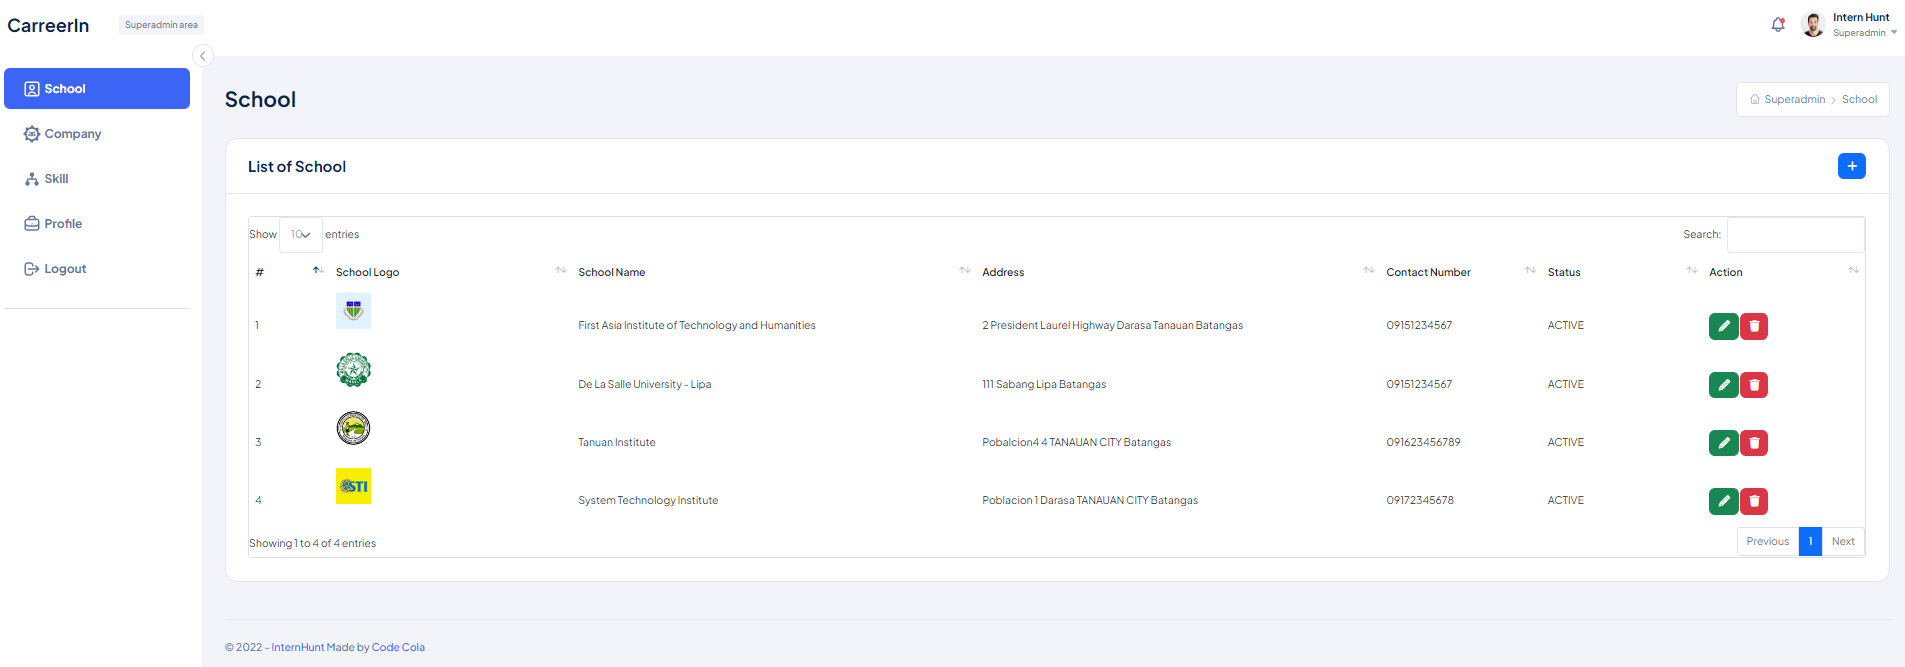 CarreerIn
Superadmin area
Intern Hunt
Superadmin
School
Company
Skill
Profile
Logout
School
Superadmin School
List of School
Show 10 entries
Search:
# School Logo School Name Address Contact Number Status Action
1 First Asia Institute of Technology and Humanities 2 President Laurel Highway Darasa Tanauan Batangas 09151234567 ACTIVE
2 De La Salle University - Lipa 111 Sabang Lipa Batangas 09151234567 ACTIVE
3 Tanuan Institute Pobalcion4 4 TANAUAN CITY Batangas 091623456789 ACTIVE
STI
4 System Technology Institute Poblacion 1 Darasa TANAUAN CITY Batangas 09172345678 ACTIVE
Showing 1 to 4 of 4 entries
Previous 1 Next
© 2022 - InternHunt Made by Code Cola